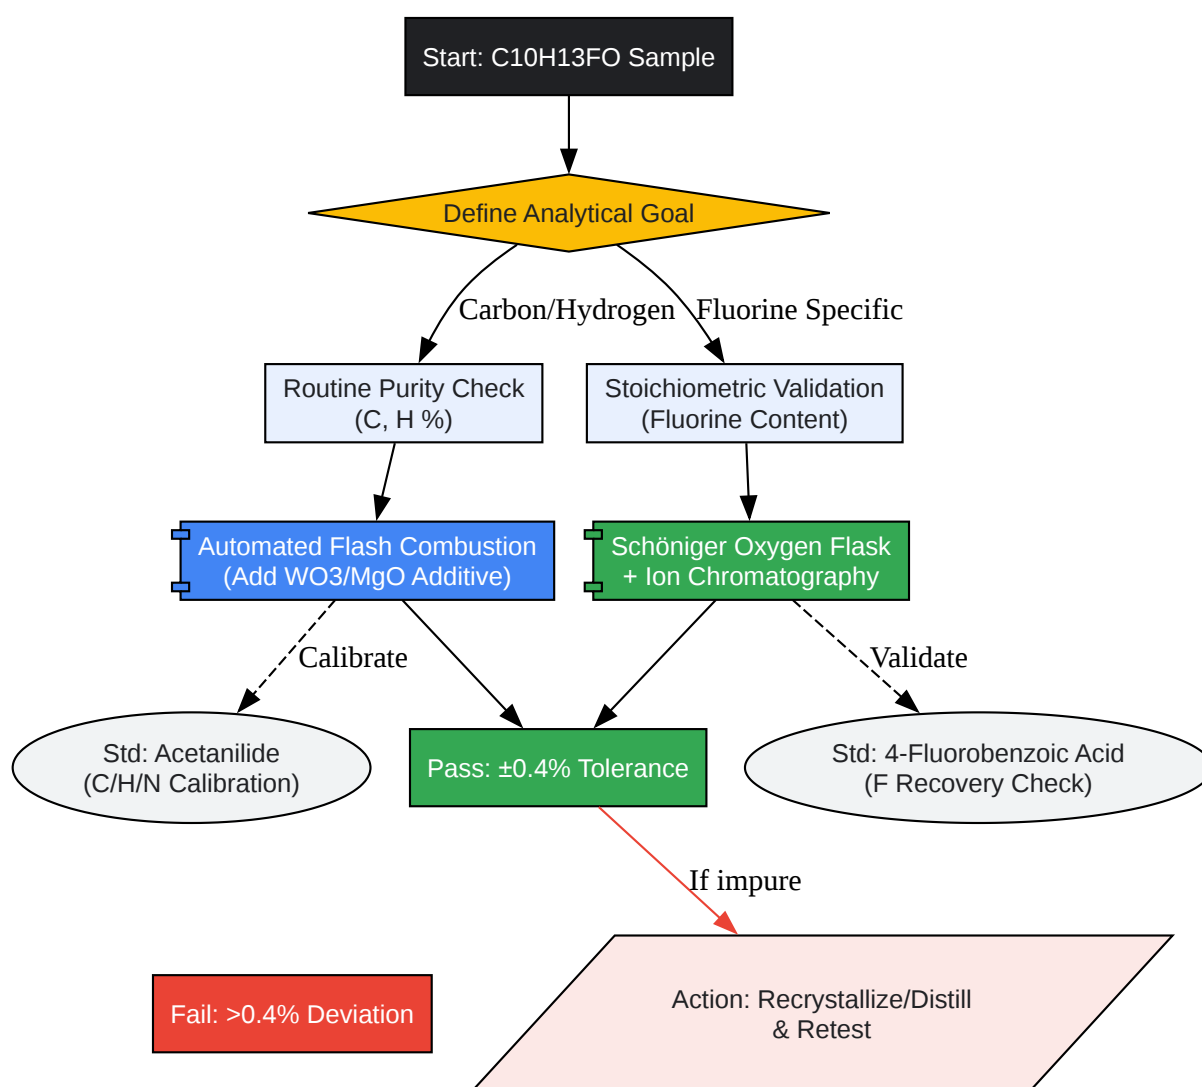 Start: C10H13FO Sample
Define Analytical Goal
Carbon/Hydrogen
Fluorine Specific
Routine Purity Check
(C, H %)
Stoichiometric Validation
(Fluorine Content)
Automated Flash Combustion
(Add WO3/MgO Additive)
Schöniger Oxygen Flask
+ Ion Chromatography
Calibrate
Validate
Std: Acetanilide
(C/H/N Calibration)
Pass: ±0.4% Tolerance
Std: 4-Fluorobenzoic Acid
(F Recovery Check)
If impure
Fail: >0.4% Deviation
Action: Recrystallize/Distill
& Retest